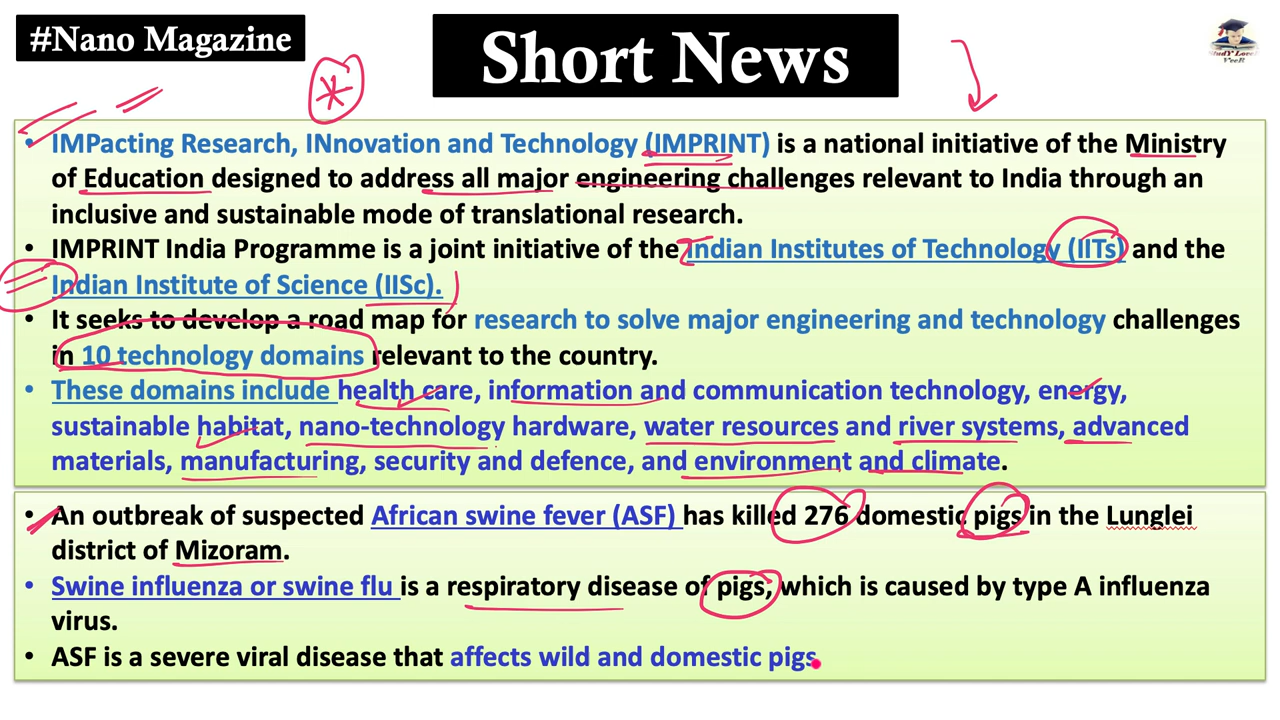 #Nano Magazine
Short News
• IMPacting Research, INnovation and Technology (IMPRINT) is a national initiative of the Ministry
of Education designed to address all major engineering challenges relevant to India through an
inclusive and sustainable mode of translational research.
• IMPRINT India Programme is a joint initiative of the Indian Institutes of Technology (IITs) and the
Indian Institute of Science (IISc).
• It seeks to develop a road map for research to solve major engineering and technology challenges
in 10 technology domains relevant to the country.
• These domains include health care, information and communication technology, energy,
sustainable habitat, nano-technology hardware, water resources and river systems, advanced
materials, manufacturing, security and defence, and environment and climate.
• An outbreak of suspected African swine fever (ASF) has killed 276 domestic pigs in the Lunglei
district of Mizoram.
• Swine influenza or swine flu is a respiratory disease of pigs, which is caused by type A influenza
virus.
• ASF is a severe viral disease that affects wild and domestic pigs